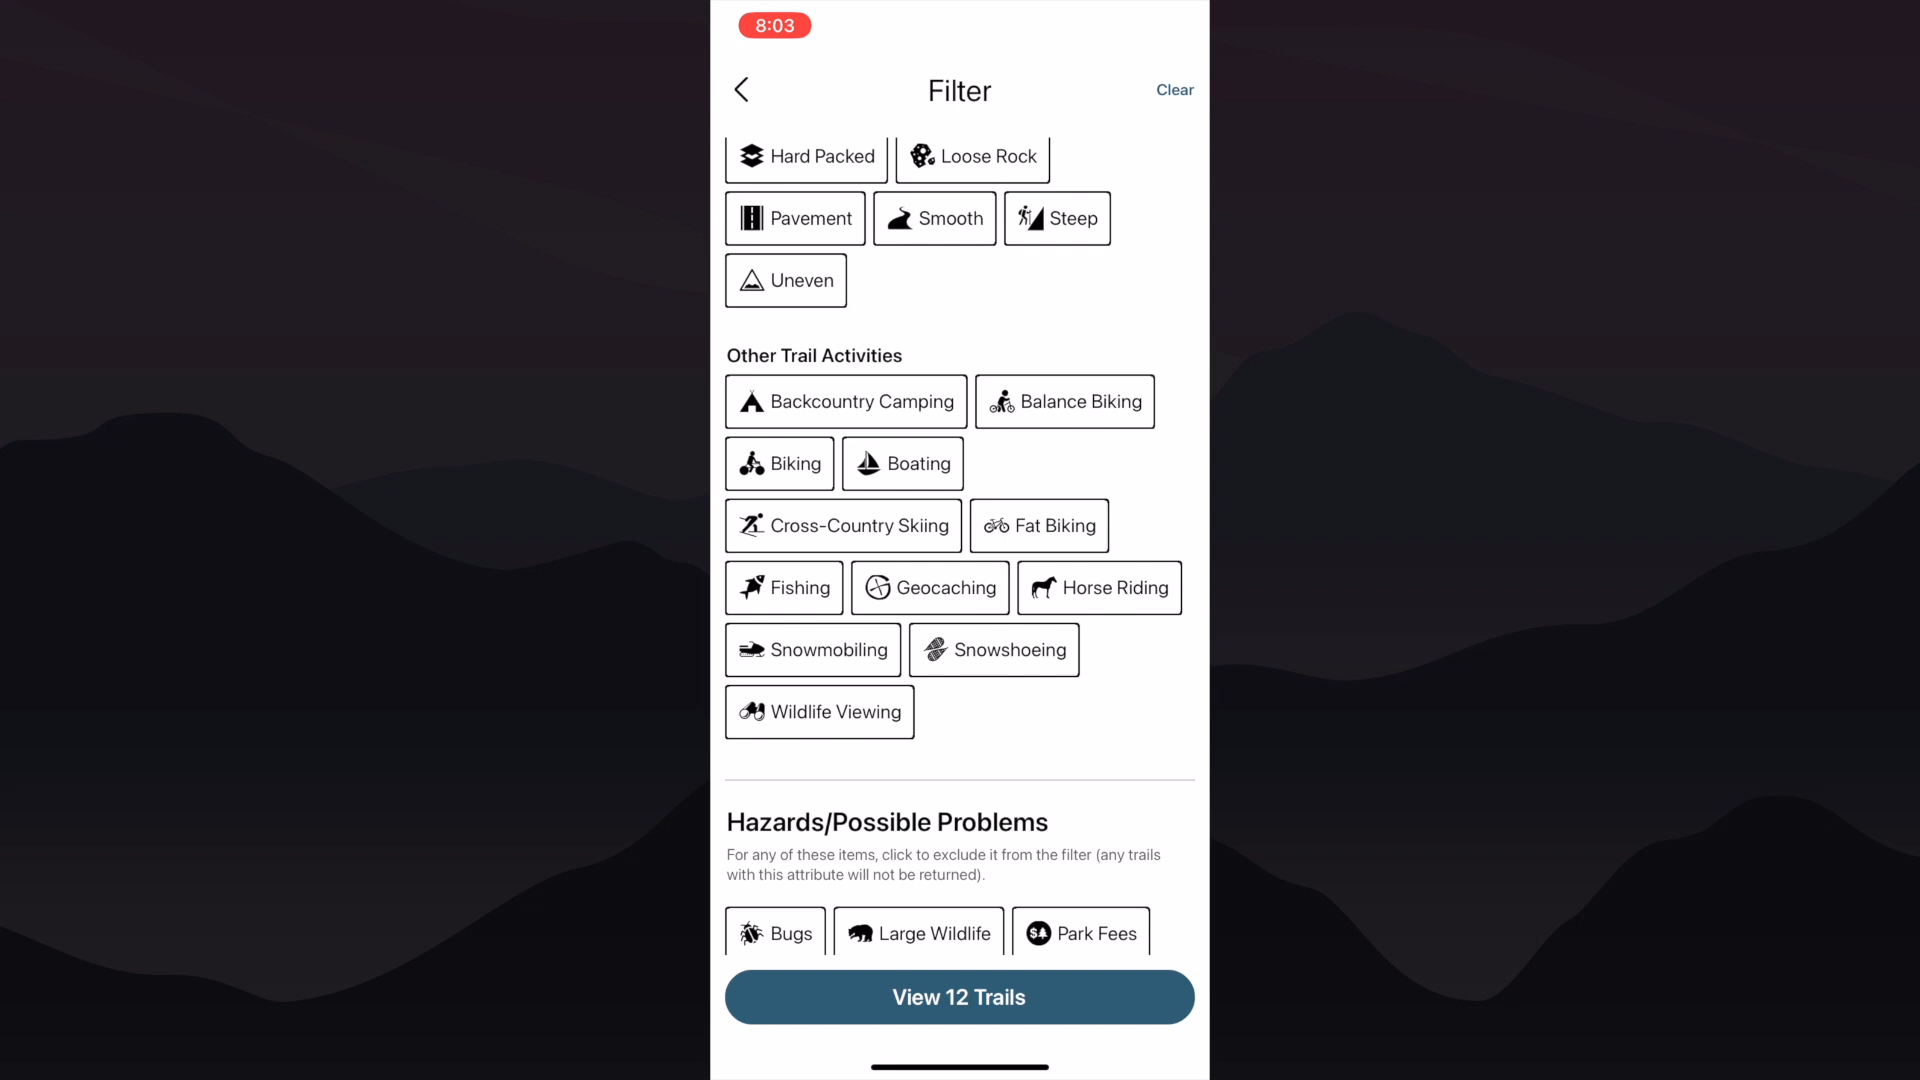 8:03
Filter
Clear
Hard Packed
Loose Rock
Pavement
Smooth
Steep
Uneven
Other Trail Activities
Backcountry Camping
Balance Biking
Biking
Boating
Cross-Country Skiing
Fat Biking
Fishing
Geocaching
Horse Riding
Snowmobiling
Snowshoeing
Wildlife Viewing
Hazards/Possible Problems
For any of these items, click to exclude it from the filter (any trails
with this attribute will not be returned).
Bugs
Large Wildlife
Park Fees
View 12 Trails